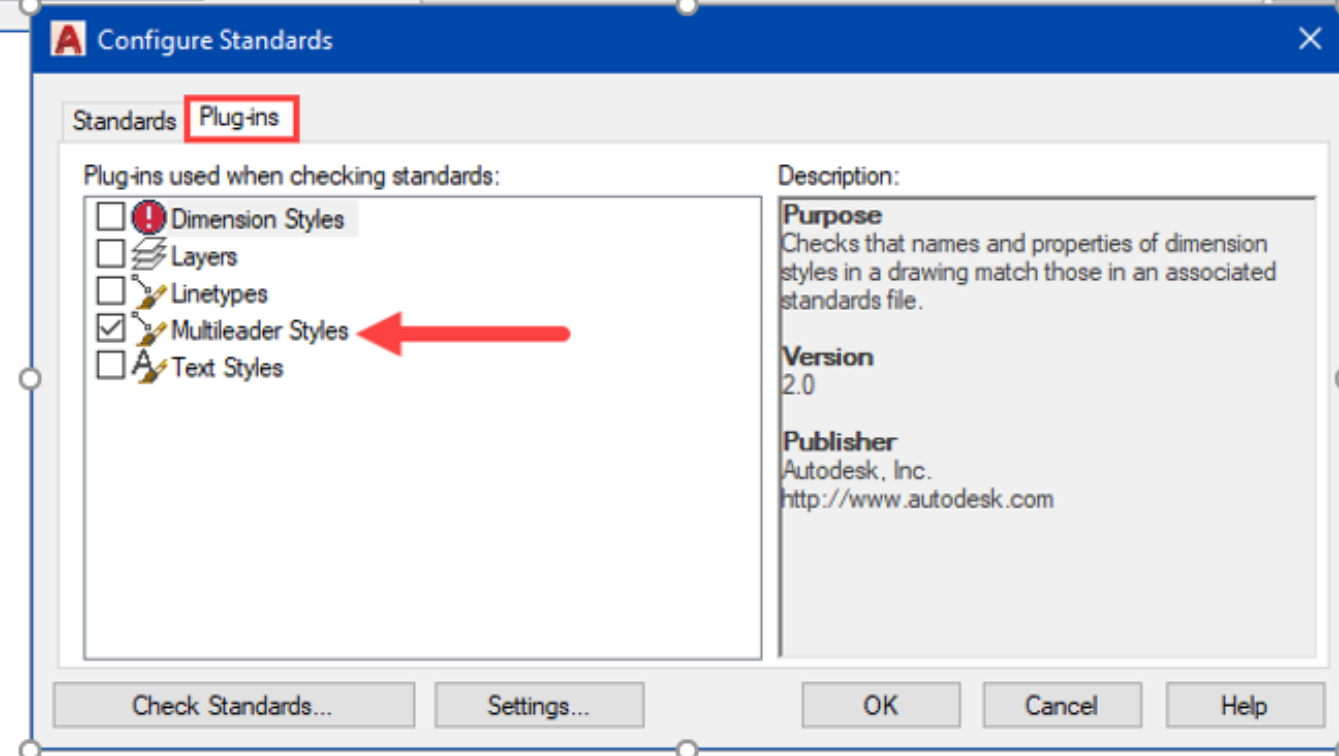 Configure Standards
Standards
Plug-ins
Plug-ins used when checking standards:
Dimension Styles
Layers
Linetypes
Multileader Styles
Text Styles
Description:
Purpose
Checks that names and properties of dimension
styles in a drawing match those in an associated
standards file.
Version
2.0
Publisher
Autodesk, Inc.
http://www.autodesk.com
Check Standards...
Settings...
OK
Cancel
Help